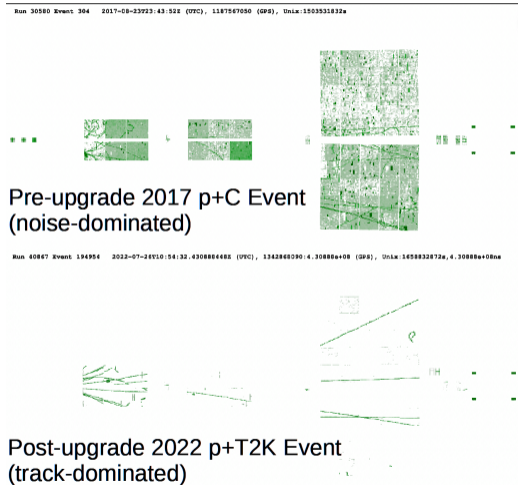 Run 30580 Event 304 2017-08-23T23:43:52Z (UTC), 1187567050 (GPS), Unix:1503531832s
Pre-upgrade 2017 p+C Event
(noise-dominated)
Run 40867 Event 194954 2022-07-26T10:54:32.430888448Z (UTC), 1342868090:4.30888e+08 (GPS), Unix:1658832872s,4.30888e+08ns
Post-upgrade 2022 p+T2K Event
(track-dominated)